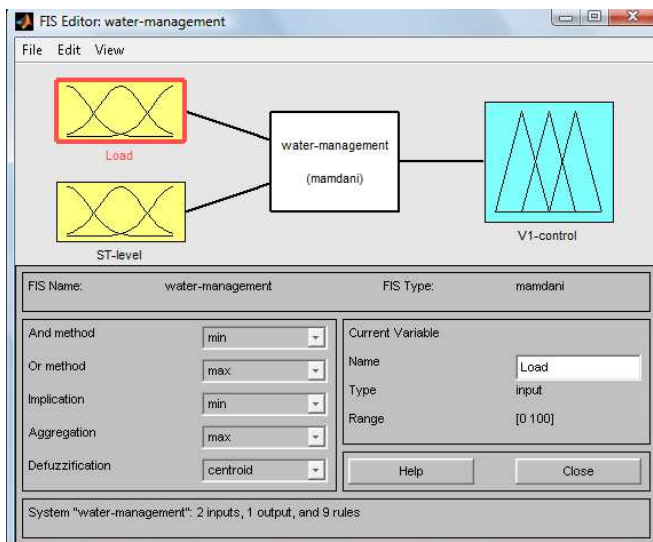 FIS Editor: water-management
File Edit View
Load
ST-level
water-management
(mamdani)
V1-control
FIS Name: water-management FIS Type: mamdani
And method min
Or method max
Implication min
Aggregation max
Defuzzification centroid
Current Variable
Name Load
Type input
Range [0 100]
Help Close
System "water-management": 2 inputs, 1 output, and 9 rules